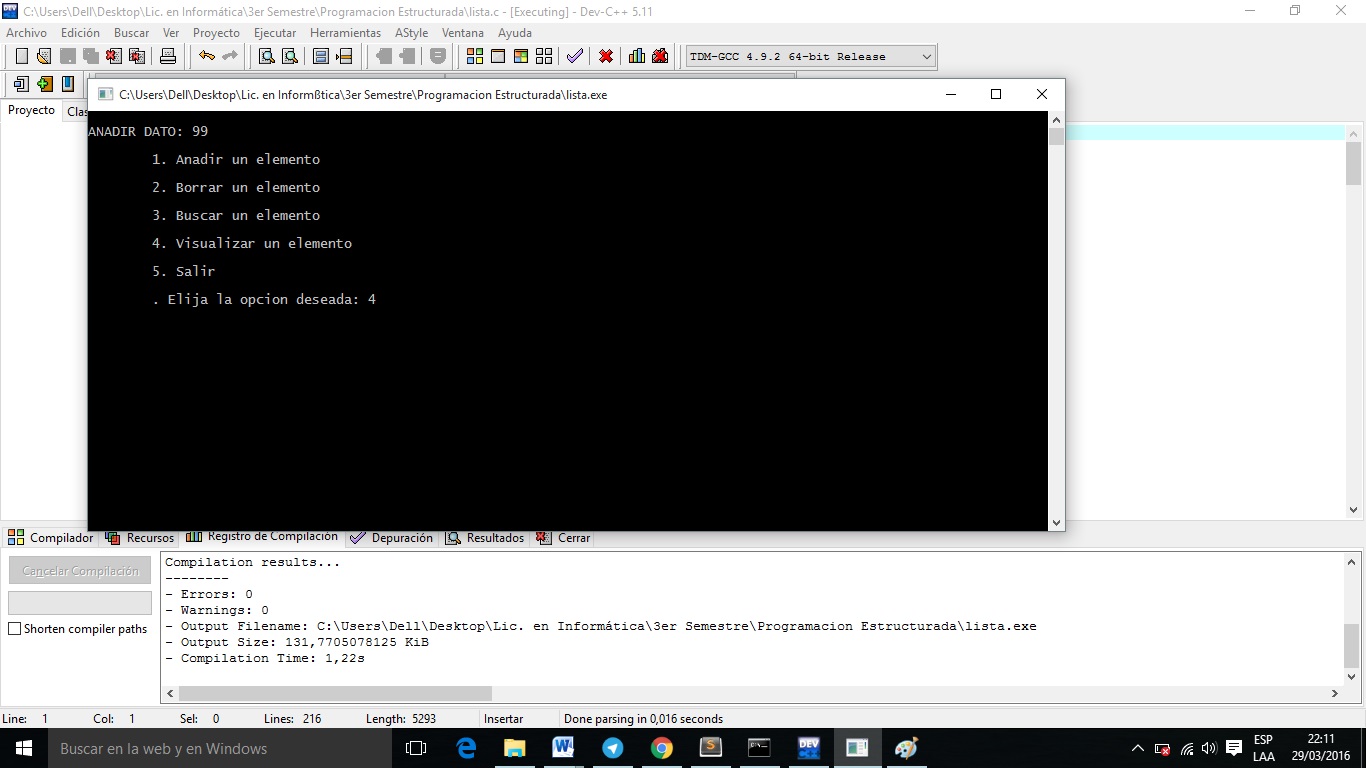 C:\Users\Dell\Desktop\Lic. en Informática\3er Semestre\Programacion Estructurada\lista.c - [Executing] - Dev-C++ 5.11
Archivo Edición Buscar Ver Proyecto Ejecutar Herramientas AStyle Ventana Ayuda
TDM-GCC 4.9.2 64-bit Release
Proyecto Clas
C:\Users\Dell\Desktop\Lic. en Informßtica\3er Semestre\Programacion Estructurada\lista.exe
ANADIR DATO: 99
1. Anadir un elemento
2. Borrar un elemento
3. Buscar un elemento
4. Visualizar un elemento
5. Salir
. Elija la opcion deseada: 4
Compilador Recursos Registro de Compilación Depuración Resultados Cerrar
Cancelar Compilación
Shorten compiler paths
Compilation results...
--------
- Errors: 0
- Warnings: 0
- Output Filename: C:\Users\Dell\Desktop\Lic. en Informática\3er Semestre\Programacion Estructurada\lista.exe
- Output Size: 131,7705078125 KiB
- Compilation Time: 1,22s
Line: 1 Col: 1 Sel: 0 Lines: 216 Length: 5293 Insertar Done parsing in 0,016 seconds
Buscar en la web y en Windows
DEV
ESP
LAA
22:11
29/03/2016